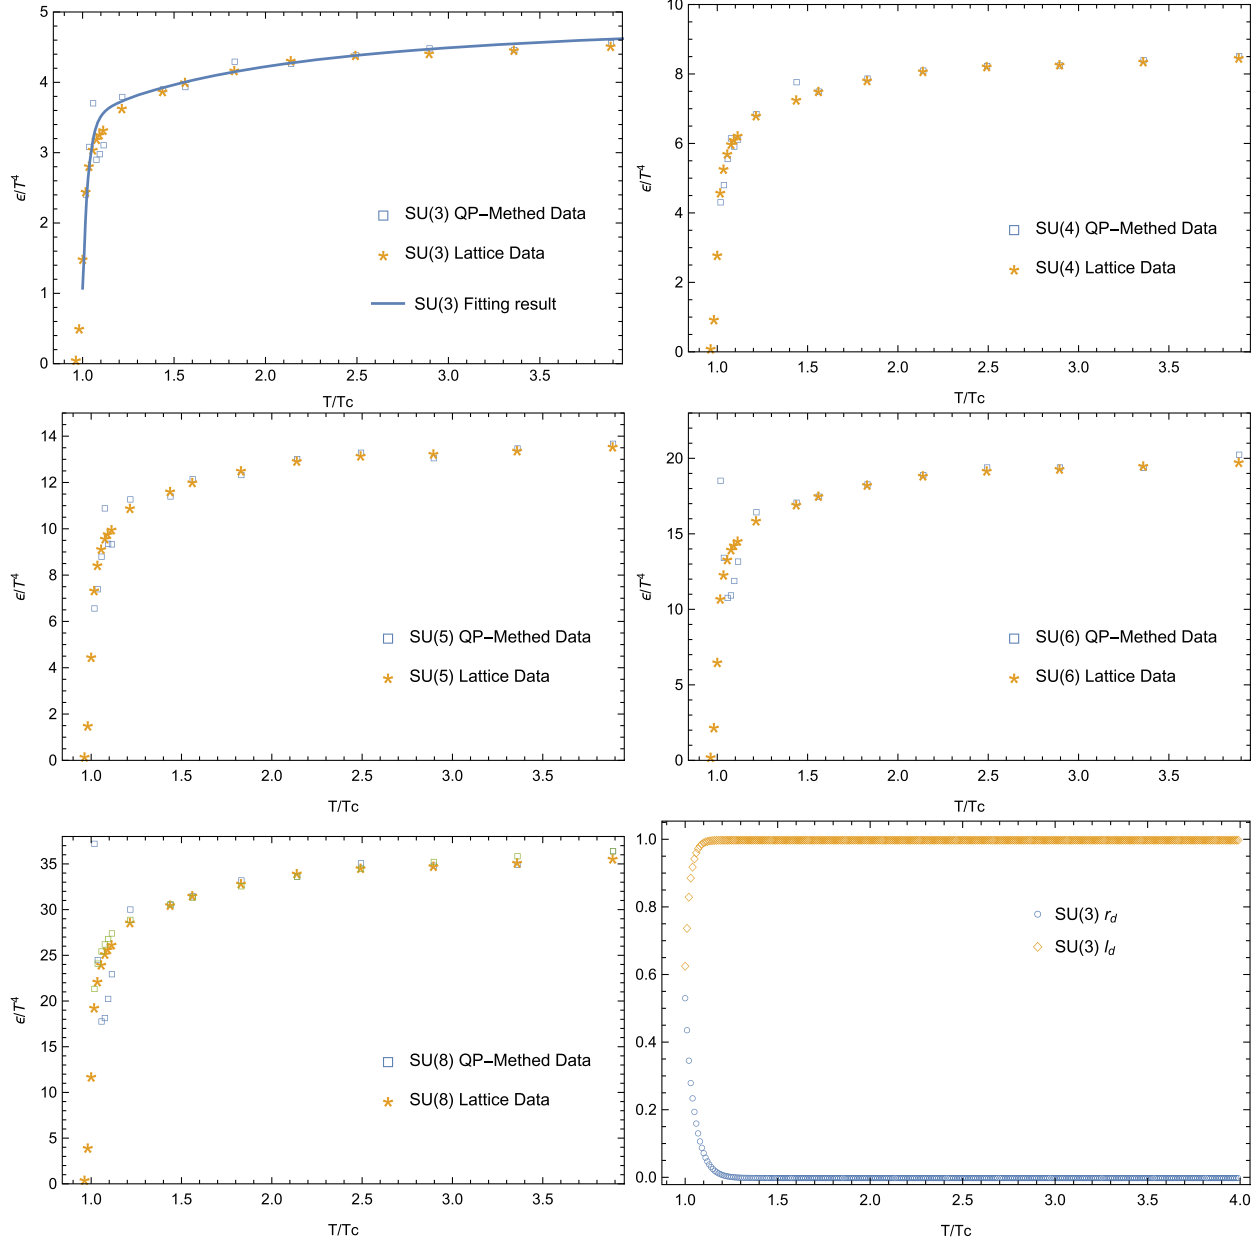 5
4
3
2
1
0
ϵ/T⁴
SU(3) QP−Methed Data
SU(3) Lattice Data
SU(3) Fitting result
1.0 1.5 2.0 2.5 3.0 3.5
T/Tc
10
8
6
4
2
0
ϵ/T⁴
SU(4) QP−Methed Data
SU(4) Lattice Data
1.0 1.5 2.0 2.5 3.0 3.5
T/Tc
14
12
10
8
6
4
2
0
ϵ/T⁴
SU(5) QP−Methed Data
SU(5) Lattice Data
1.0 1.5 2.0 2.5 3.0 3.5
T/Tc
20
15
10
5
0
ϵ/T⁴
SU(6) QP−Methed Data
SU(6) Lattice Data
1.0 1.5 2.0 2.5 3.0 3.5
T/Tc
35
30
25
20
15
10
5
0
ϵ/T⁴
SU(8) QP−Methed Data
SU(8) Lattice Data
1.0 1.5 2.0 2.5 3.0 3.5
T/Tc
1.0
0.8
0.6
0.4
0.2
0.0
SU(3) r_d
SU(3) l_d
1.0 1.5 2.0 2.5 3.0 3.5 4.0
T/Tc